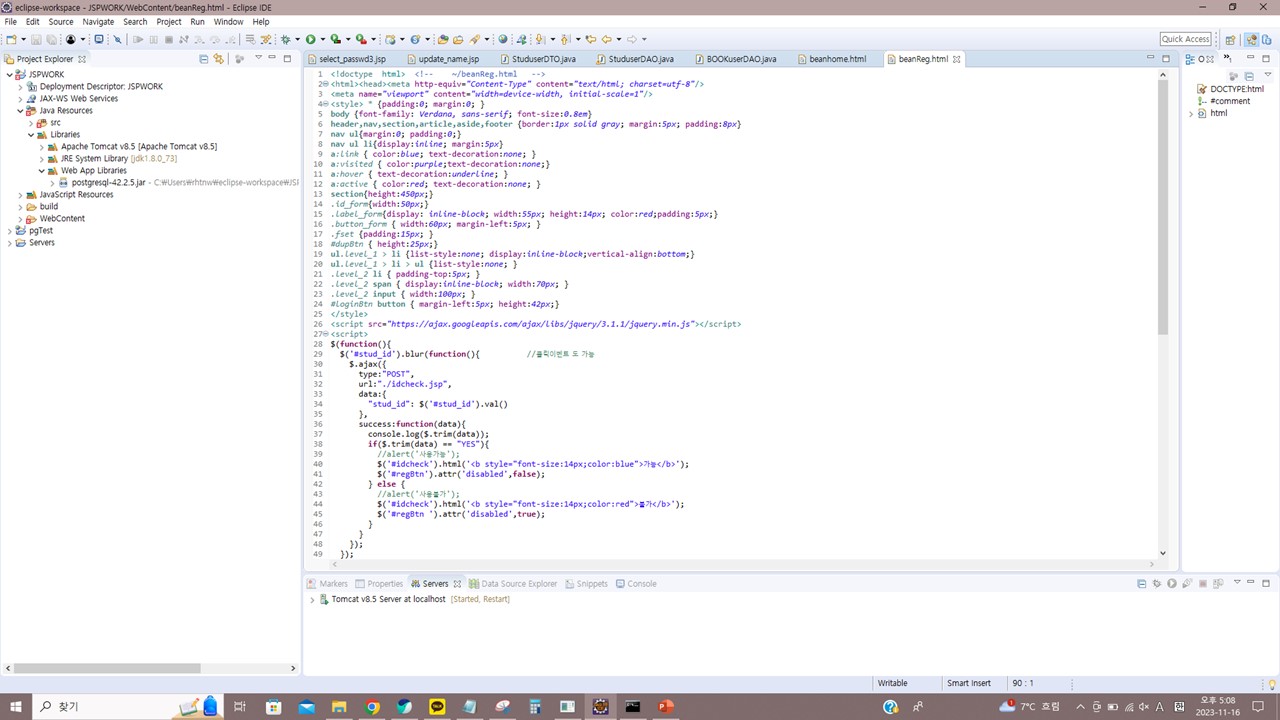 eclipse-workspace - JSPWORK/WebContent/beanReg.html - Eclipse IDE
File Edit Source Navigate Search Project Run Window Help
Quick Access
Project Explorer
JSPWORK
Deployment Descriptor: JSPWORK
JAX-WS Web Services
Java Resources
src
Libraries
Apache Tomcat v8.5 [Apache Tomcat v8.5]
JRE System Library [jdk1.8.0_73]
Web App Libraries
postgresql-42.2.5.jar - C:₩Users₩rhtnw₩eclipse-workspace₩JSI
JavaScript Resources
build
WebContent
pgTest
Servers
select_passwd3.jsp update_name.jsp StuduserDTO.java StuduserDAO.java BOOKuserDAO.java beanhome.html beanReg.html
1 <!doctype html> <!-- ~/beanReg.html -->
2 <html><head><meta http-equiv="Content-Type" content="text/html; charset=utf-8"/>
3 <meta name="viewport" content="width=device-width, initial-scale=1"/>
4 <style> * {padding:0; margin:0; }
5 body {font-family: Verdana, sans-serif; font-size:0.8em}
6 header,nav,section,article,aside,footer {border:1px solid gray; margin:5px; padding:8px}
7 nav ul{margin:0; padding:0;}
8 nav ul li{display:inline; margin:5px}
9 a:link { color:blue; text-decoration:none; }
10 a:visited { color:purple;text-decoration:none;}
11 a:hover { text-decoration:underline; }
12 a:active { color:red; text-decoration:none; }
13 section{height:450px;}
14 .id_form{width:50px;}
15 .label_form{display: inline-block; width:55px; height:14px; color:red;padding:5px;}
16 .button_form { width:60px; margin-left:5px; }
17 .fset {padding:15px; }
18 #dupBtn { height:25px;}
19 ul.level_1 > li {list-style:none; display:inline-block;vertical-align:bottom;}
20 ul.level_1 > li > ul {list-style:none; }
21 .level_2 li { padding-top:5px; }
22 .level_2 span { display:inline-block; width:70px; }
23 .level_2 input { width:100px; }
24 #loginBtn button { margin-left:5px; height:42px;}
25 </style>
26 <script src="https://ajax.googleapis.com/ajax/libs/jquery/3.1.1/jquery.min.js"></script>
27 <script>
28 $(function(){
29 $('#stud_id').blur(function(){ //클릭이벤트 도 가능
30 $.ajax({
31 type:"POST",
32 url:"./idcheck.jsp",
33 data:{
34 "stud_id": $('#stud_id').val()
35 },
36 success:function(data){
37 console.log($.trim(data));
38 if($.trim(data) == "YES"){
39 //alert('사용가능');
40 $('#idcheck').html('<b style="font-size:14px;color:blue">가능</b>');
41 $('#regBtn').attr('disabled',false);
42 } else {
43 //alert('사용불가');
44 $('#idcheck').html('<b style="font-size:14px;color:red">불가</b>');
45 $('#regBtn ').attr('disabled',true);
46 }
47 }
48 });
49 });
DOCTYPE:html
#comment
html
Markers Properties Servers Data Source Explorer Snippets Console
Tomcat v8.5 Server at localhost [Started, Restart]
Writable Smart Insert 90 : 1
찾기
7°C 흐림
A 한
오후 5:08
2023-11-16